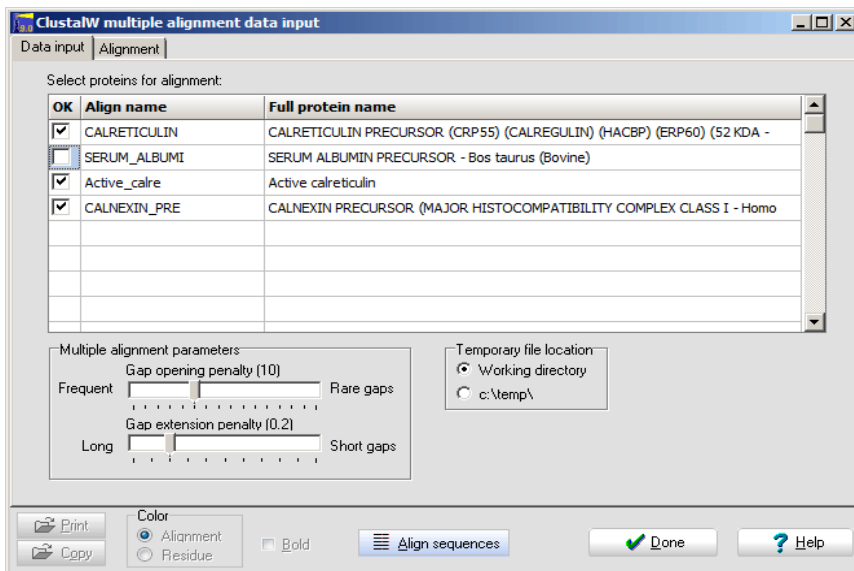 9.0 ClustalW multiple alignment data input
Data input Alignment
Select proteins for alignment:
OK Align name Full protein name
CALRETICULIN CALRETICULIN PRECURSOR (CRP55) (CALREGULIN) (HACBP) (ERP60) (52 KDA -
SERUM_ALBUMI SERUM ALBUMIN PRECURSOR - Bos taurus (Bovine)
Active_calre Active calreticulin
CALNEXIN_PRE CALNEXIN PRECURSOR (MAJOR HISTOCOMPATIBILITY COMPLEX CLASS I - Homo
Multiple alignment parameters
Gap opening penalty (10)
Frequent Rare gaps
Gap extension penalty (0.2)
Long Short gaps
Temporary file location
Working directory
c:\temp\
Print
Copy
Color
Alignment
Residue
Bold
Align sequences
Done
Help